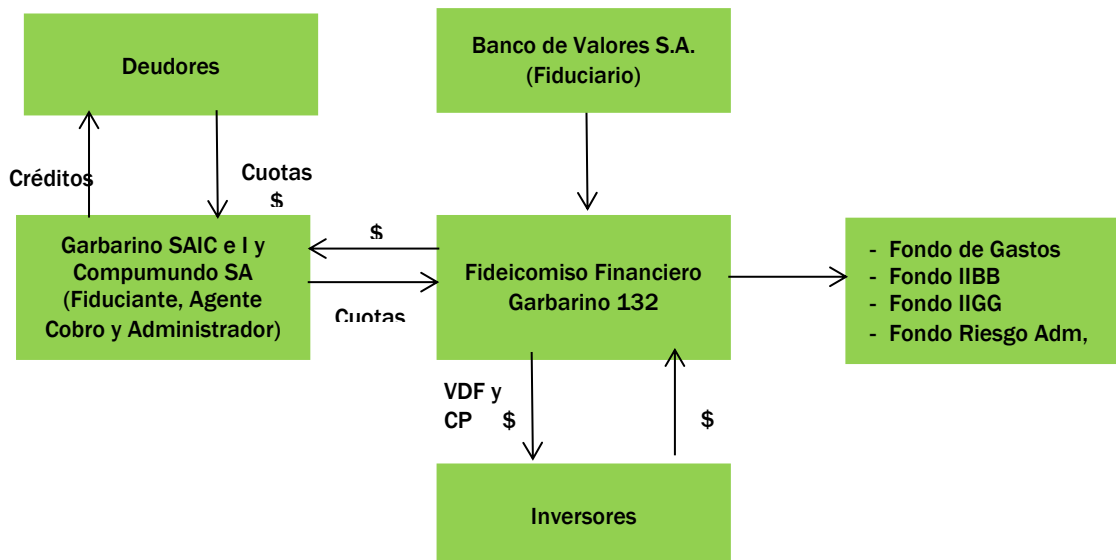 Deudores
Banco de Valores S.A.
(Fiduciario)
Créditos
Cuotas
$
Garbarino SAIC e I y
Compumundo SA
(Fiduciante, Agente
Cobro y Administrador)
$
Cuotas
Fideicomiso Financiero
Garbarino 132
- Fondo de Gastos
- Fondo IIBB
- Fondo IIGG
- Fondo Riesgo Adm,
VDF y
CP $
$
Inversores